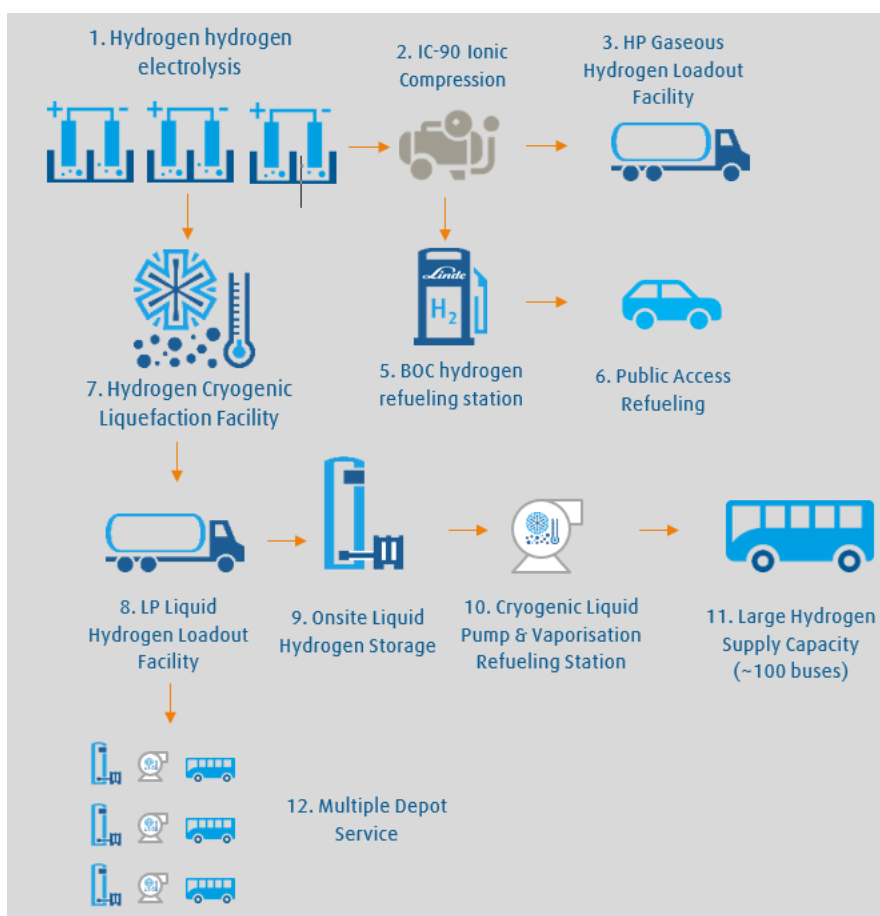 1. Hydrogen hydrogen
electrolysis
2. IC-90 Ionic
Compression
3. HP Gaseous
Hydrogen Loadout
Facility
+ - + - + -
Linde
H2
5. BOC hydrogen
refueling station
6. Public Access
Refueling
7. Hydrogen Cryogenic
Liquefaction Facility
8. LP Liquid
Hydrogen Loadout
Facility
9. Onsite Liquid
Hydrogen Storage
10. Cryogenic Liquid
Pump & Vaporisation
Refueling Station
11. Large Hydrogen
Supply Capacity
(~100 buses)
12. Multiple Depot
Service